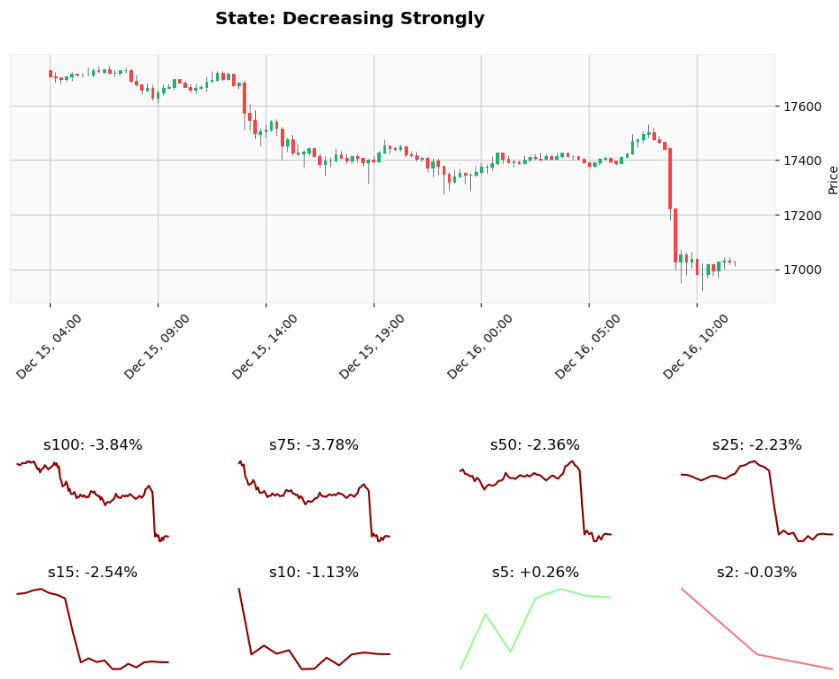 State: Decreasing Strongly
17600
17400
17200
17000
Price
Dec 15, 04:00
Dec 15, 09:00
Dec 15, 14:00
Dec 15, 19:00
Dec 16, 00:00
Dec 16, 05:00
Dec 16, 10:00
s100: -3.84%
s75: -3.78%
s50: -2.36%
s25: -2.23%
s15: -2.54%
s10: -1.13%
s5: +0.26%
s2: -0.03%